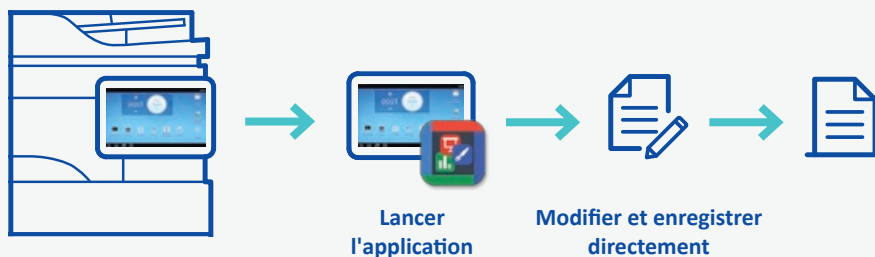 Lancer
l'application
Modifier et enregistrer
directement